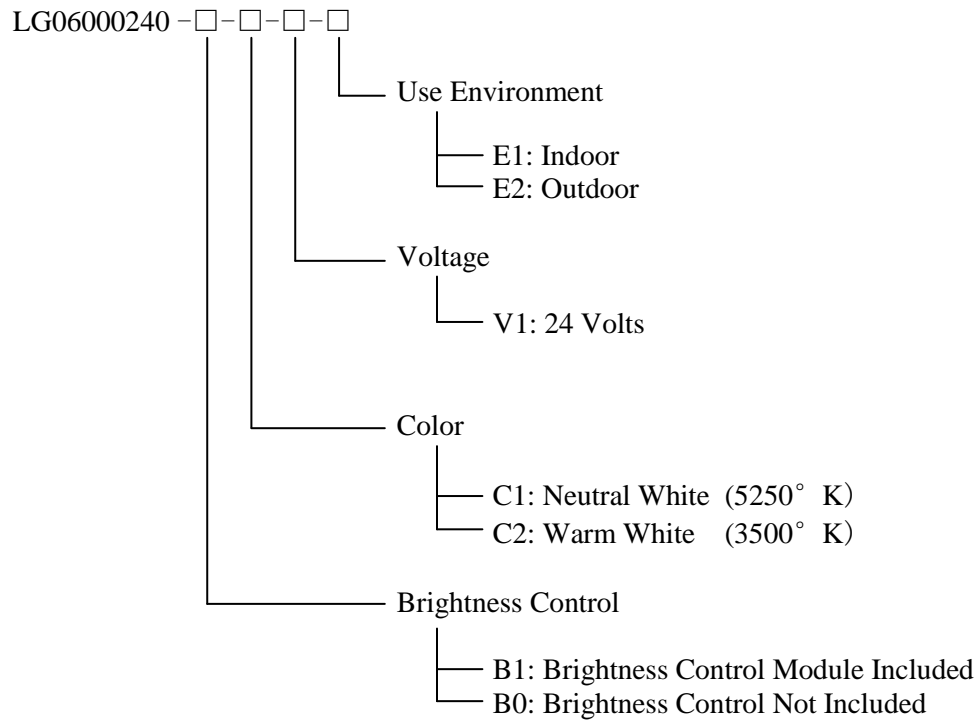 LG06000240 -□-□-□-□
Use Environment
E1: Indoor
E2: Outdoor
Voltage
V1: 24 Volts
Color
C1: Neutral White (5250° K)
C2: Warm White (3500° K)
Brightness Control
B1: Brightness Control Module Included
B0: Brightness Control Not Included